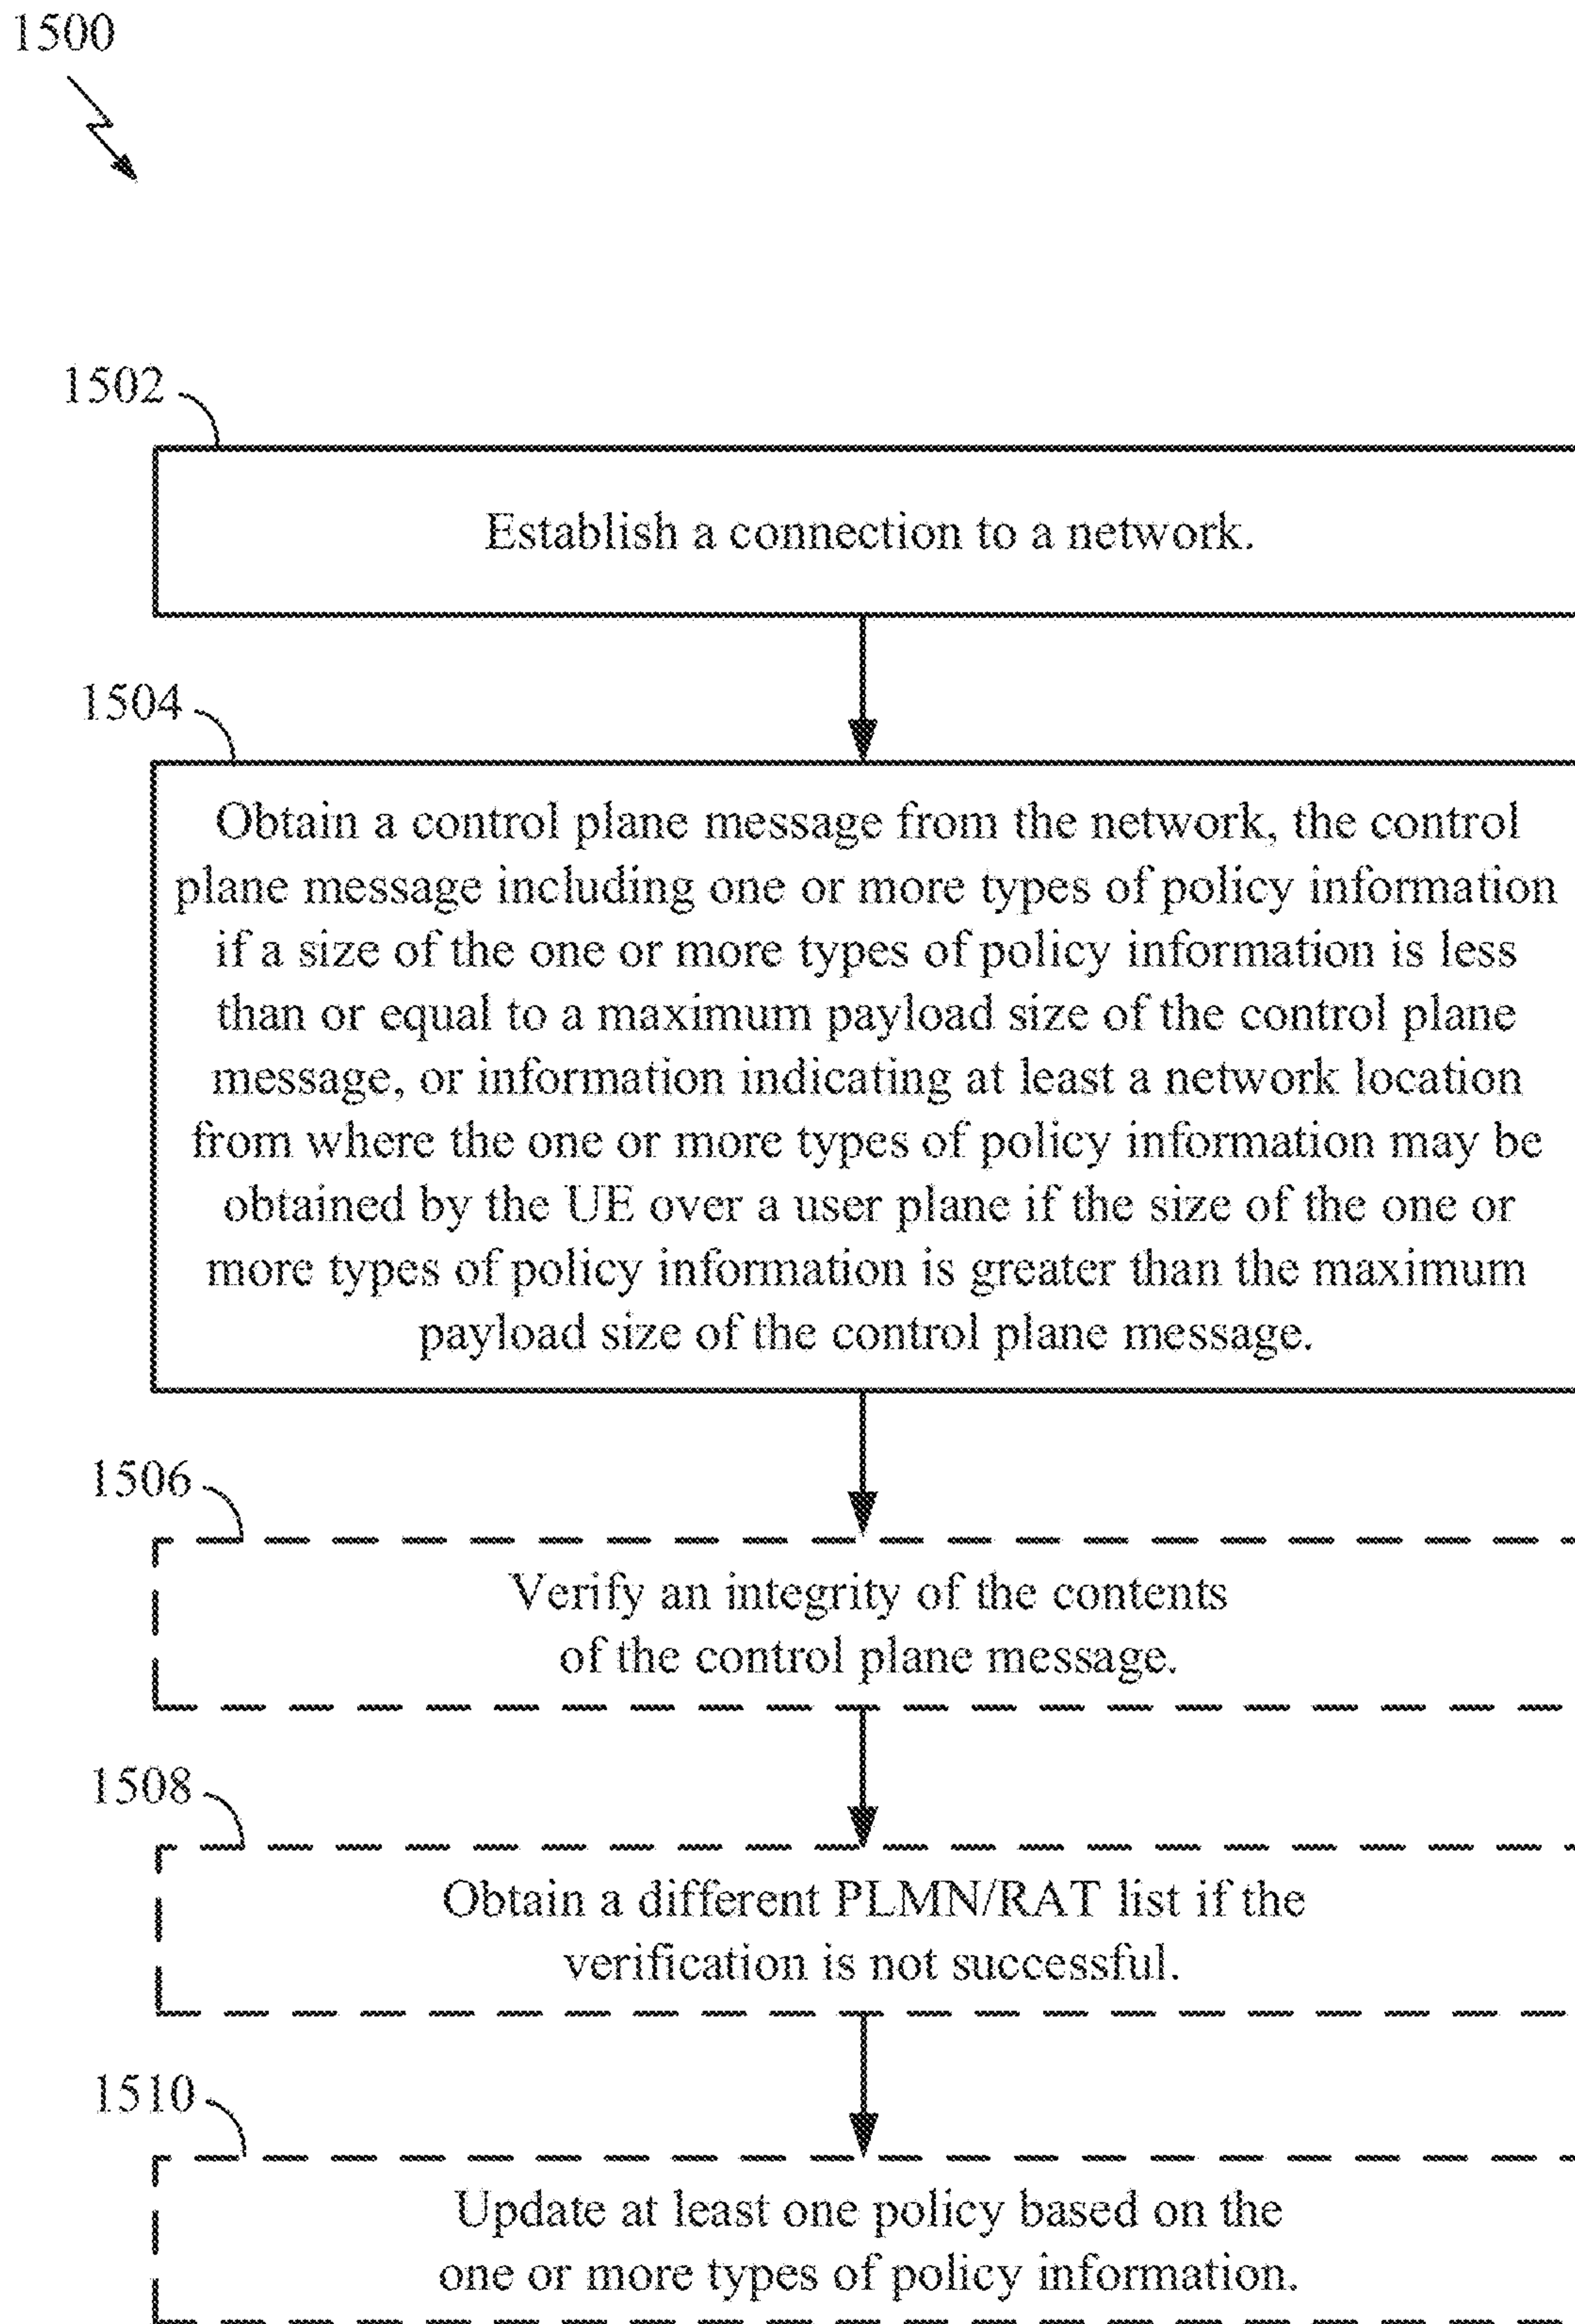 1500
1502
Establish a connection to a network.
1504
Obtain a control plane message from the network, the control
plane message including one or more types of policy information
if a size of the one or more types of policy information is less
than or equal to a maximum payload size of the control plane
message, or information indicating at least a network location
from where the one or more types of policy information may be
obtained by the UE over a user plane if the size of the one or
more types of policy information is greater than the maximum
payload size of the control plane message.
1506
Verify an integrity of the contents
of the control plane message.
1508
Obtain a different PLMN/RAT list if the
verification is not successful.
1510
Update at least one policy based on the
one or more types of policy information.